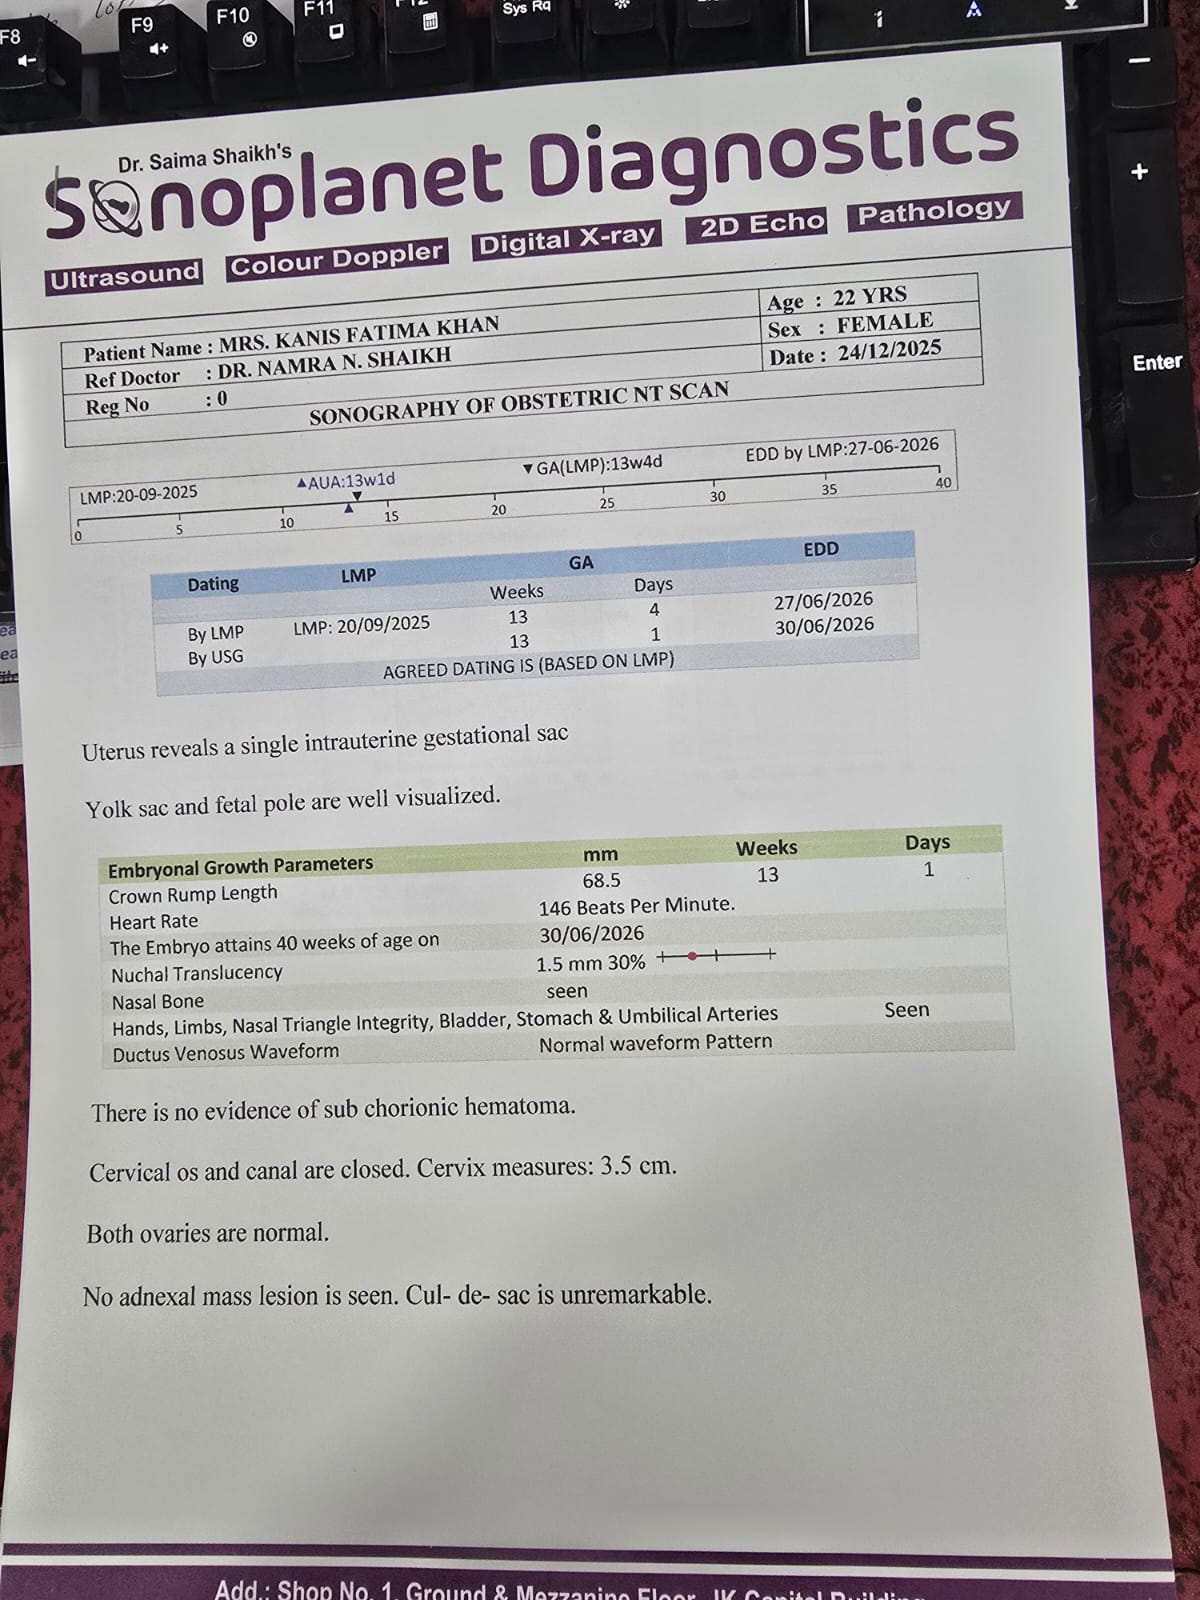 F8
F9
F10
F11
Sys Rq
Enter
Dr. Saima Shaikh's
Sonoplanet Diagnostics
Ultrasound Colour Doppler Digital X-ray 2D Echo Pathology
Patient Name : MRS. KANIS FATIMA KHAN Age : 22 YRS
Ref Doctor : DR. NAMRA N. SHAIKH Sex : FEMALE
Reg No : 0 Date : 24/12/2025
SONOGRAPHY OF OBSTETRIC NT SCAN
LMP:20-09-2025 ▲AUA:13w1d ▼GA(LMP):13w4d EDD by LMP:27-06-2026
0 5 10 15 20 25 30 35 40
Dating LMP GA EDD
Weeks Days
By LMP LMP: 20/09/2025 13 4 27/06/2026
By USG 13 1 30/06/2026
AGREED DATING IS (BASED ON LMP)
Uterus reveals a single intrauterine gestational sac
Yolk sac and fetal pole are well visualized.
Embryonal Growth Parameters mm Weeks Days
Crown Rump Length 68.5 13 1
Heart Rate 146 Beats Per Minute.
The Embryo attains 40 weeks of age on 30/06/2026
Nuchal Translucency 1.5 mm 30%
Nasal Bone seen
Hands, Limbs, Nasal Triangle Integrity, Bladder, Stomach & Umbilical Arteries Seen
Ductus Venosus Waveform Normal waveform Pattern
There is no evidence of sub chorionic hematoma.
Cervical os and canal are closed. Cervix measures: 3.5 cm.
Both ovaries are normal.
No adnexal mass lesion is seen. Cul- de- sac is unremarkable.
Add.: Shop No. 1, Ground & Mezzanine Floor, JK Capital Building